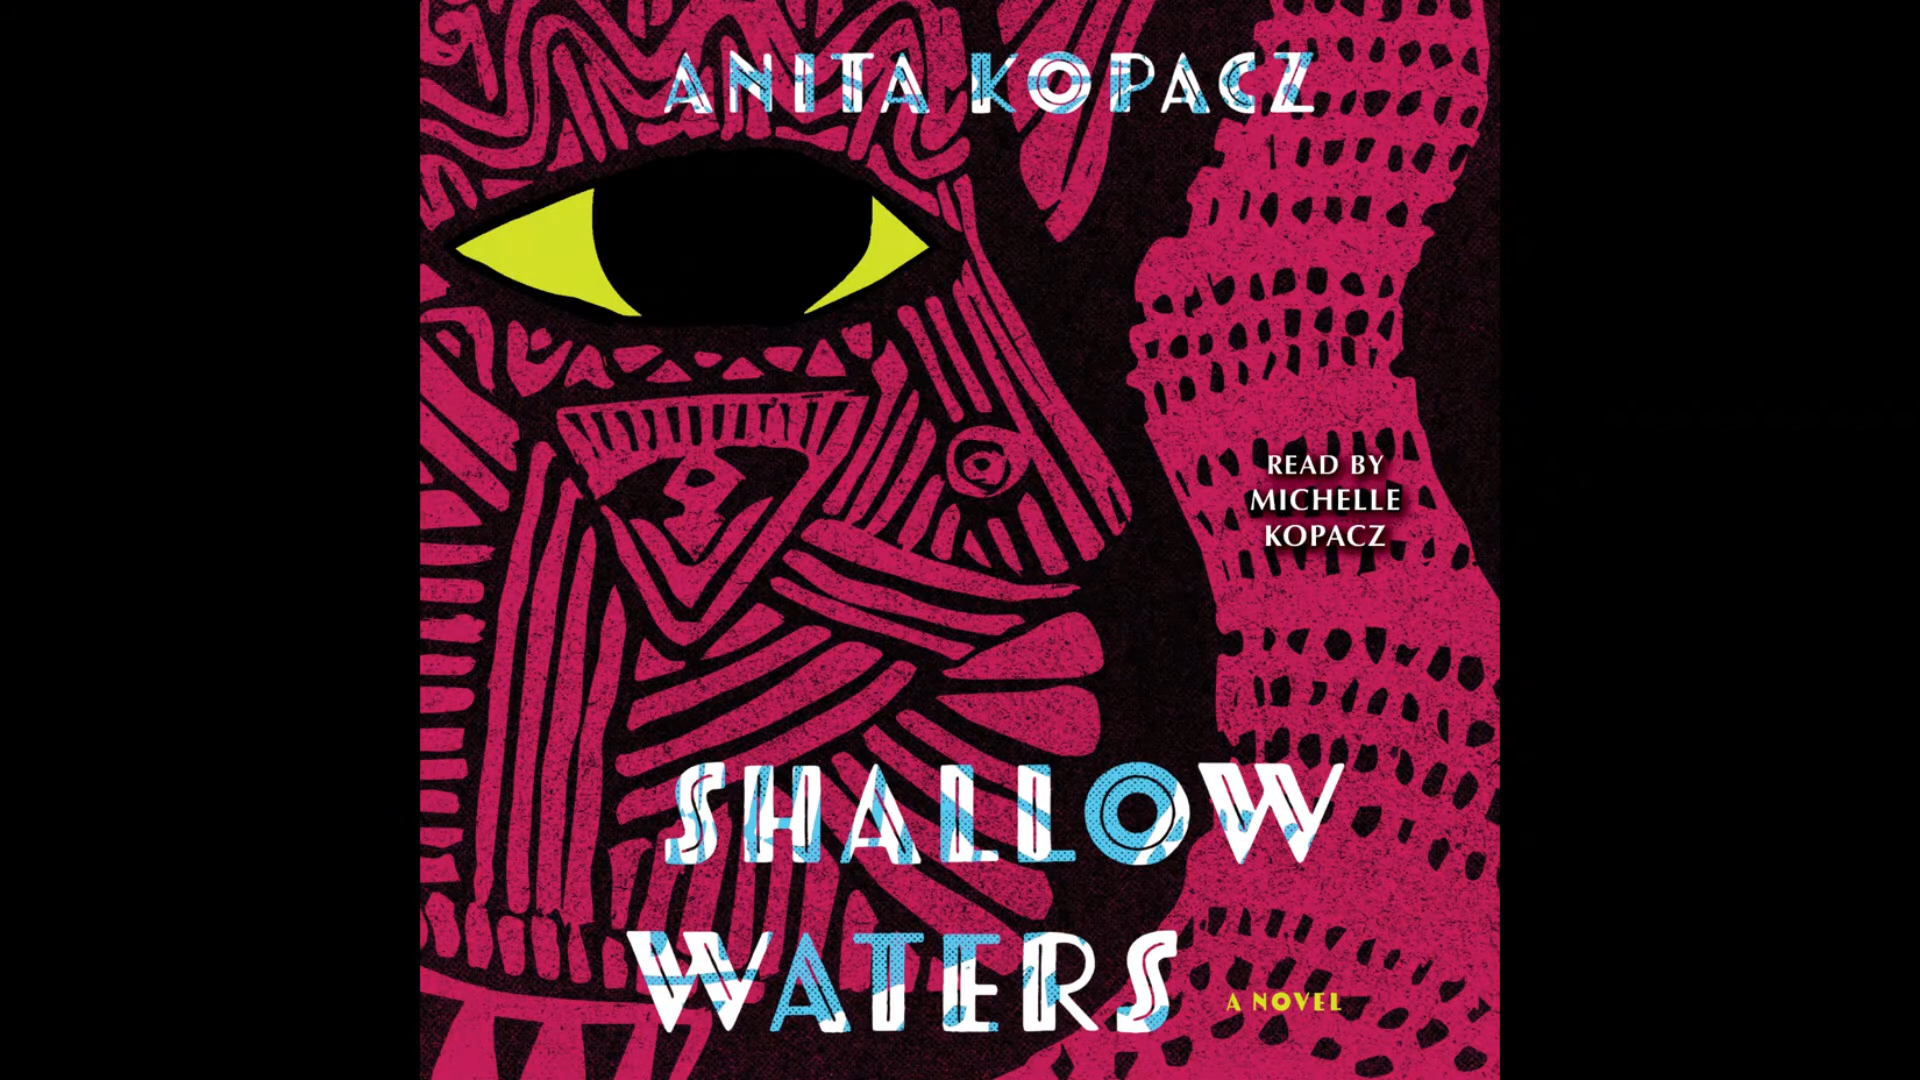 ANITA KOPACZ
READ BY
MICHELLE
KOPACZ
SHALLOW
WATERS
A NOVEL